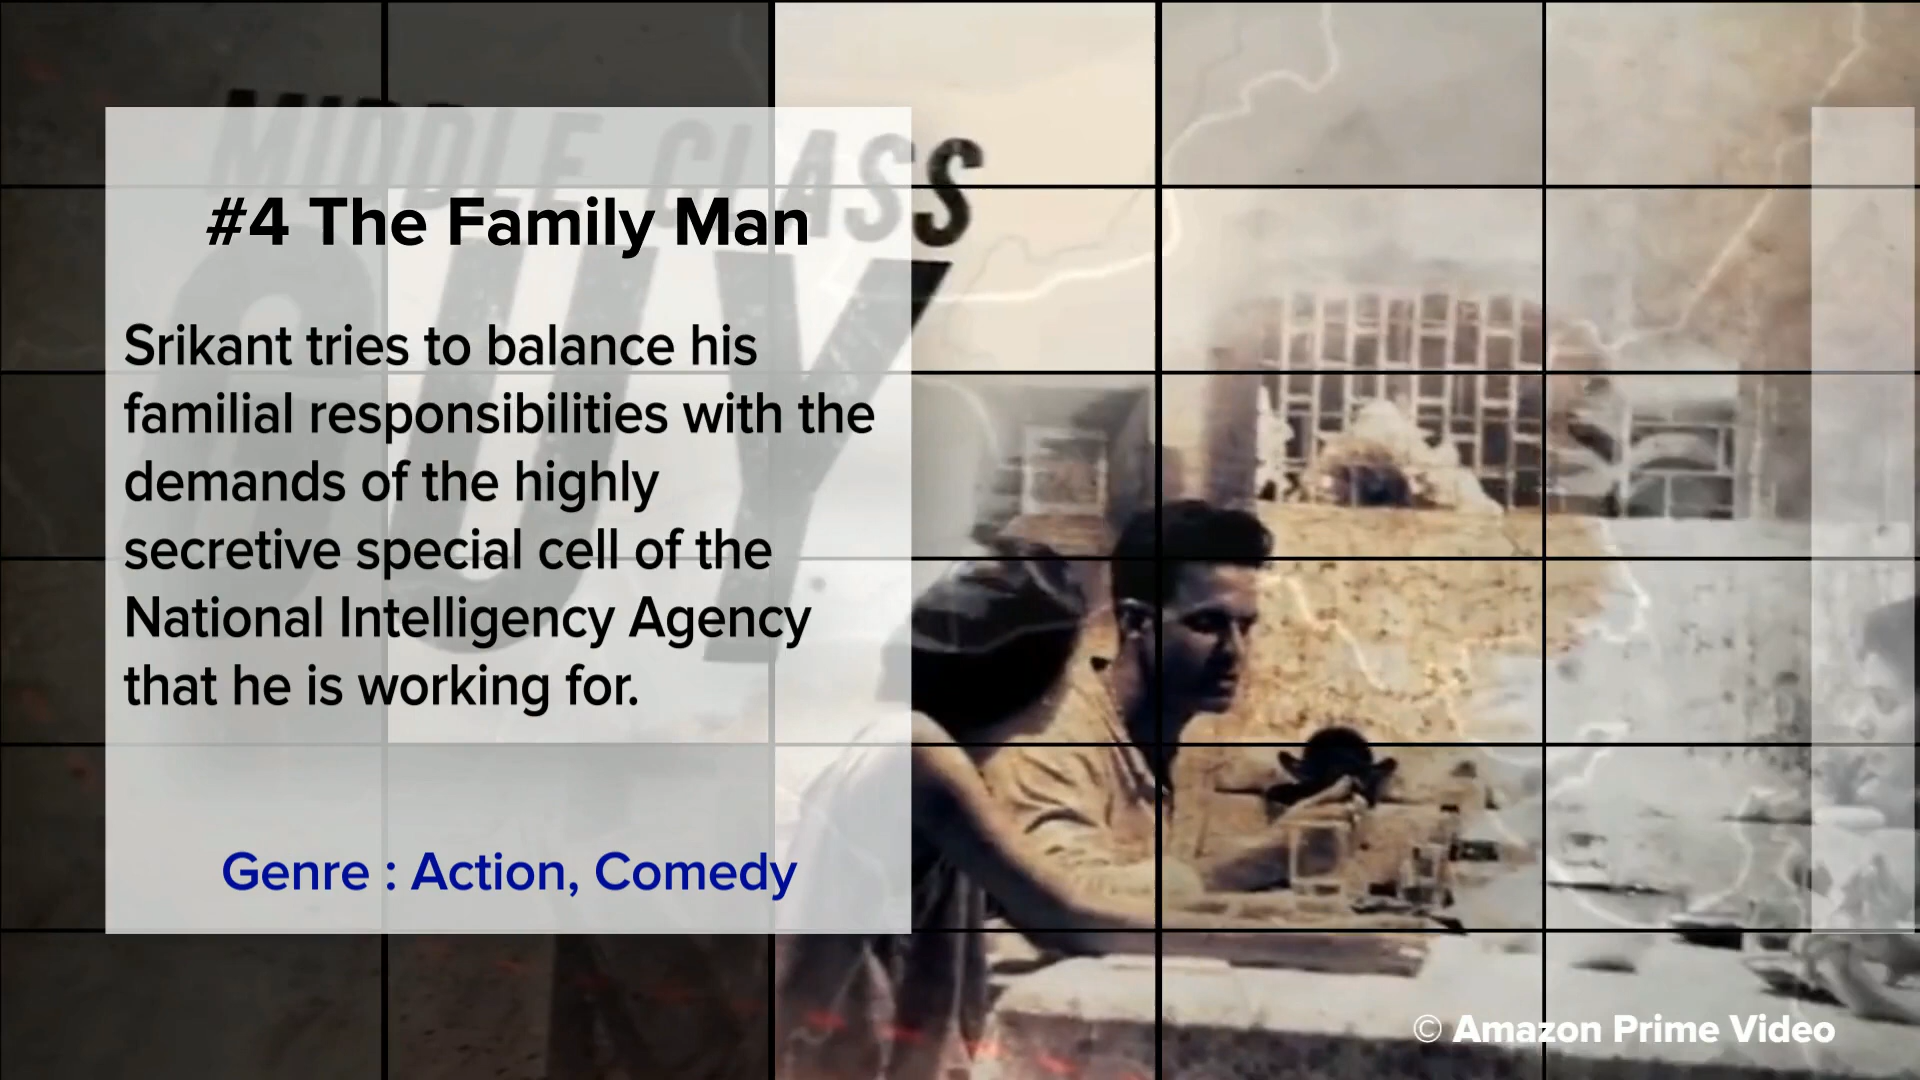 MIDDLE CLASS
GUY
#4 The Family Man
Srikant tries to balance his
familial responsibilities with the
demands of the highly
secretive special cell of the
National Intelligency Agency
that he is working for.
Genre : Action, Comedy
© Amazon Prime Video